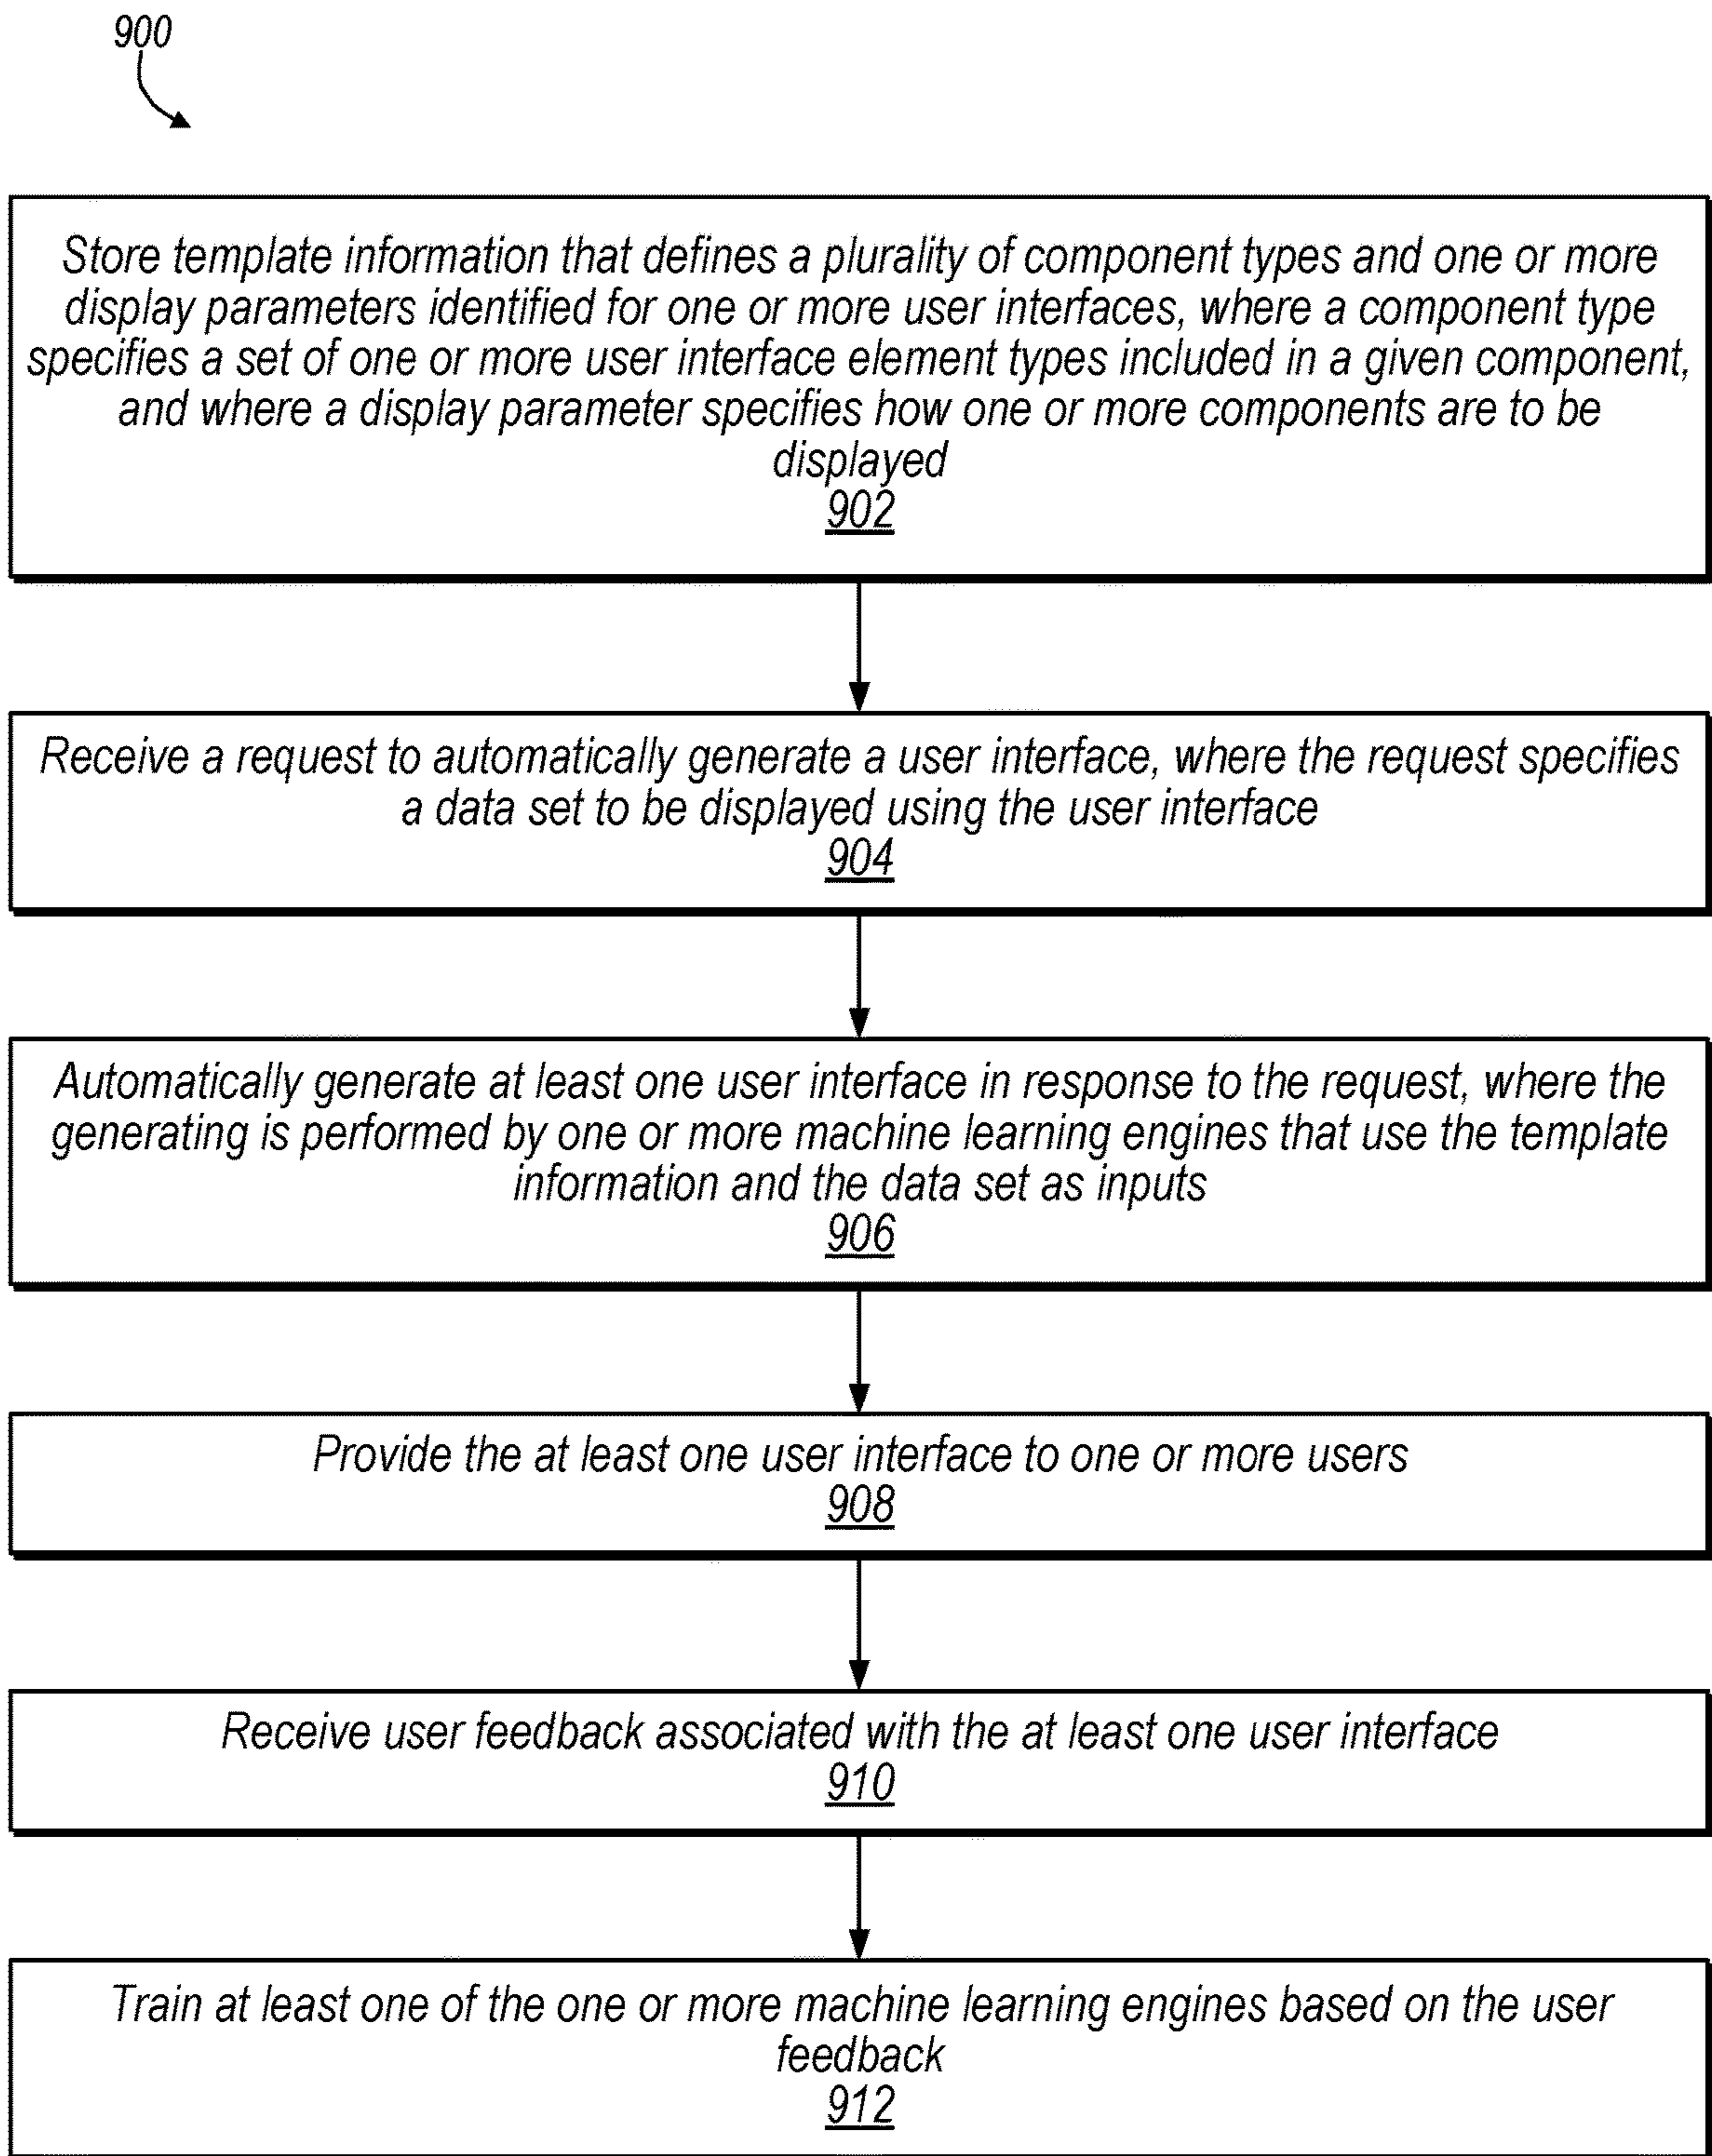 900
Store template information that defines a plurality of component types and one or more
display parameters identified for one or more user interfaces, where a component type
specifies a set of one or more user interface element types included in a given component,
and where a display parameter specifies how one or more components are to be
displayed
902
Receive a request to automatically generate a user interface, where the request specifies
a data set to be displayed using the user interface
904
Automatically generate at least one user interface in response to the request, where the
generating is performed by one or more machine learning engines that use the template
information and the data set as inputs
906
Provide the at least one user interface to one or more users
908
Receive user feedback associated with the at least one user interface
910
Train at least one of the one or more machine learning engines based on the user
feedback
912